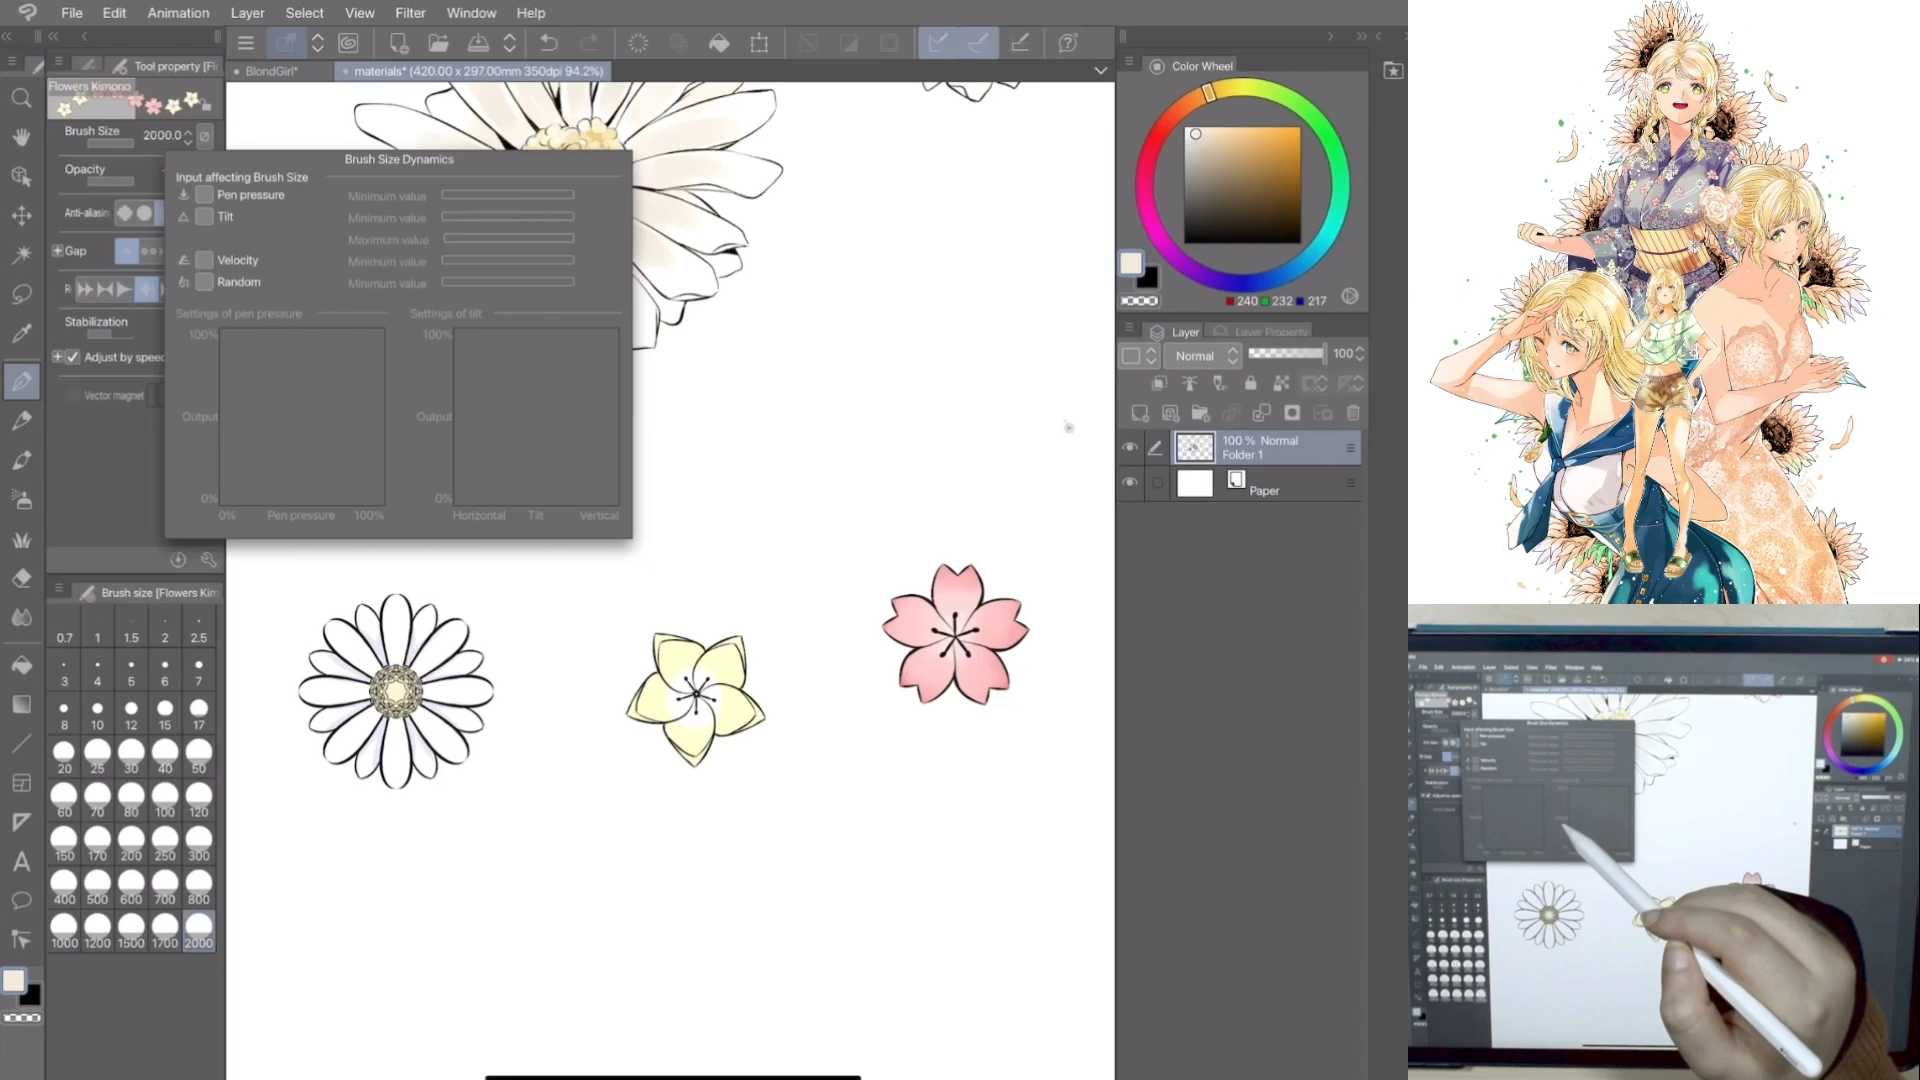 File Edit Animation Layer Select View Filter Window Help
Tool property [Fl
BlondGirl*
materials* (420.00 x 297.00mm 350dpi 94.2%)
Flowers Kimono
Brush Size 2000.0
Opacity
Anti-aliasin
Gap
Stabilization
Adjust by speed
Vector magnet
Brush Size Dynamics
Input affecting Brush Size
Pen pressure Minimum value
Tilt Minimum value
Maximum value
Velocity Minimum value
Random Minimum value
Settings of pen pressure Settings of tilt
100% 100%
Output Output
0% 0%
0% Pen pressure 100% Horizontal Tilt Vertical
Brush size [Flowers Kim
0.7 1 1.5 2 2.5
3 4 5 6 7
8 10 12 15 17
20 25 30 40 50
60 70 80 100 120
150 170 200 250 300
400 500 600 700 800
1000 1200 1500 1700 2000
Color Wheel
240 232 217
Layer Layer Property
Normal 100
100 % Normal
Folder 1
Paper